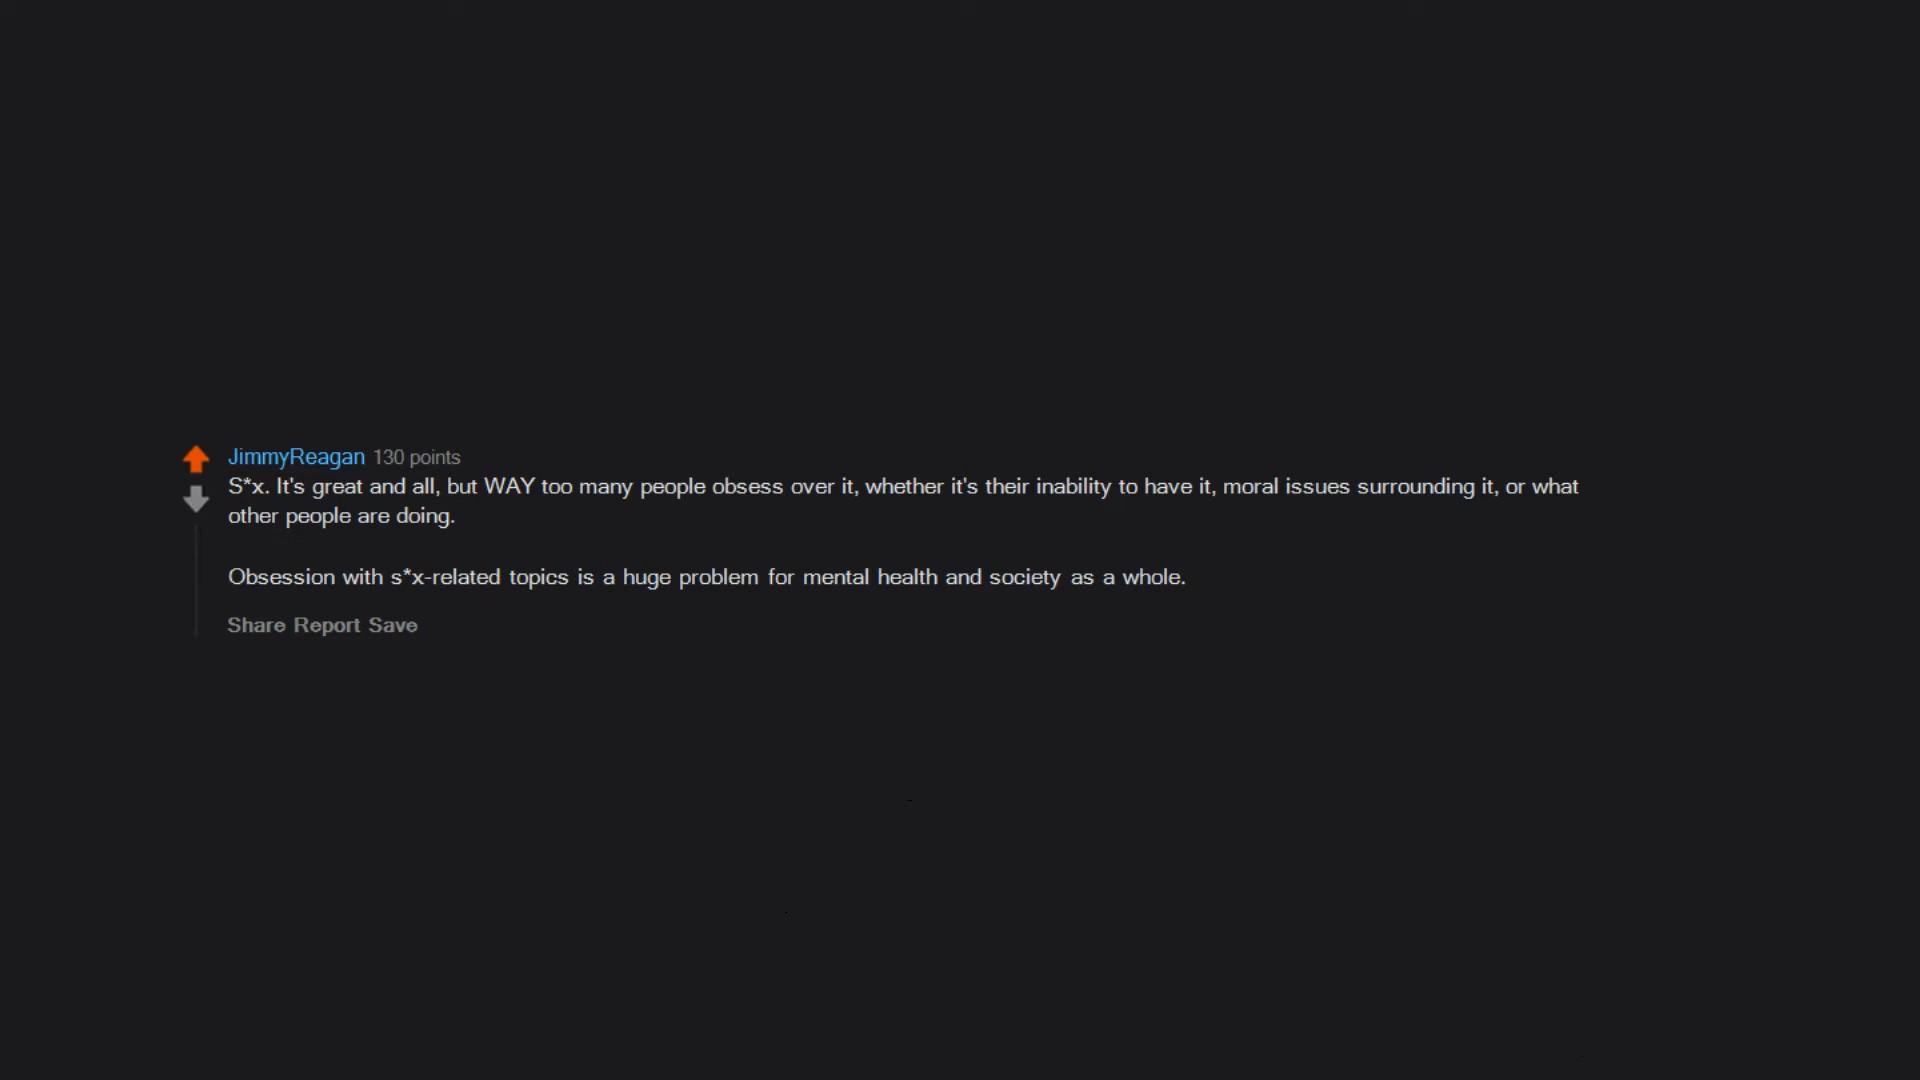 JimmyReagan 130 points
S*x. It's great and all, but WAY too many people obsess over it, whether it's their inability to have it, moral issues surrounding it, or what
other people are doing.
Obsession with s*x-related topics is a huge problem for mental health and society as a whole.
Share Report Save